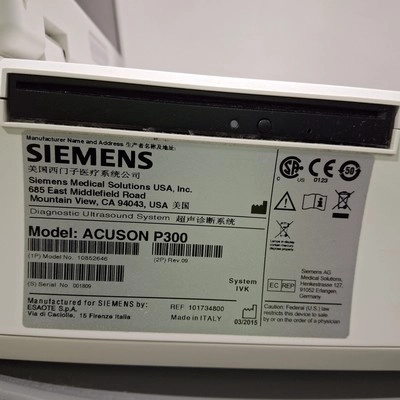 Manufacturer Name and Address 生产者名称及地址:
SIEMENS
美国西门子医疗系统公司
Siemens Medical Solutions USA, Inc.
685 East Middlefield Road
Mountain View, CA 94043, USA 美国
Diagnostic Ultrasound System 超声诊断系统
Model: ACUSON P300
(1P) Model No: 10852646
(2P) Rev 06
(S) Serial No: 001809
System
IVK
Manufactured for SIEMENS by:
ESAOTE S.p.A.
Via di Caciolle, 15 Firenze Italia
REF 101734800
Made in ITALY
03/2015
SA
C US
CE
0123
50
EC REP
Siemens AG
Medical Solutions,
Henkestrasse 127,
91052 Erlangen,
Germany
Caution: Federal (U.S.) law
restricts this device to sale
by or on the order of a physician